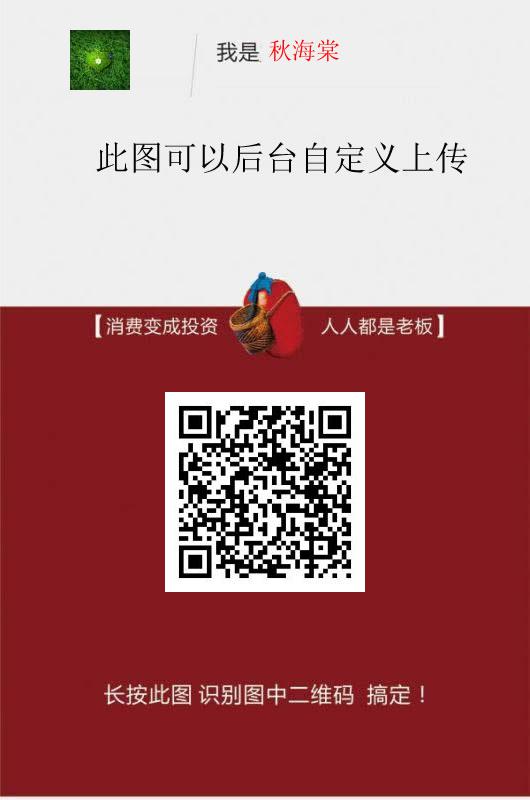 我是 秋海棠
此图可以后台自定义上传
【消费变成投资 人人都是老板】
长按此图 识别图中二维码 搞定！